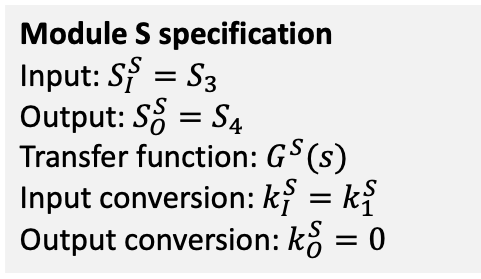 Module S specification
Input: $S_I^S = S_3$
Output: $S_O^S = S_4$
Transfer function: $G^S(s)$
Input conversion: $k_I^S = k_1^S$
Output conversion: $k_O^S = 0$